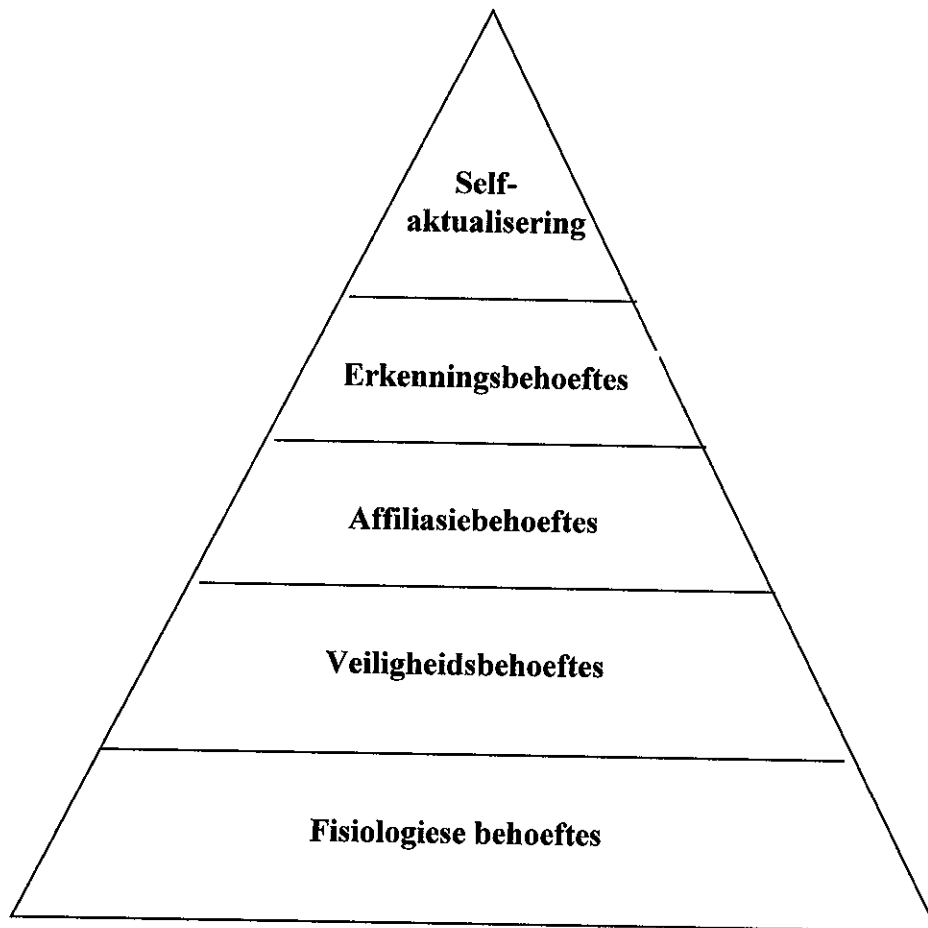 Self-
aktualisering
Erkenningsbehoeftes
Affiliasiebehoeftes
Veiligheidsbehoeftes
Fisiologiese behoeftes